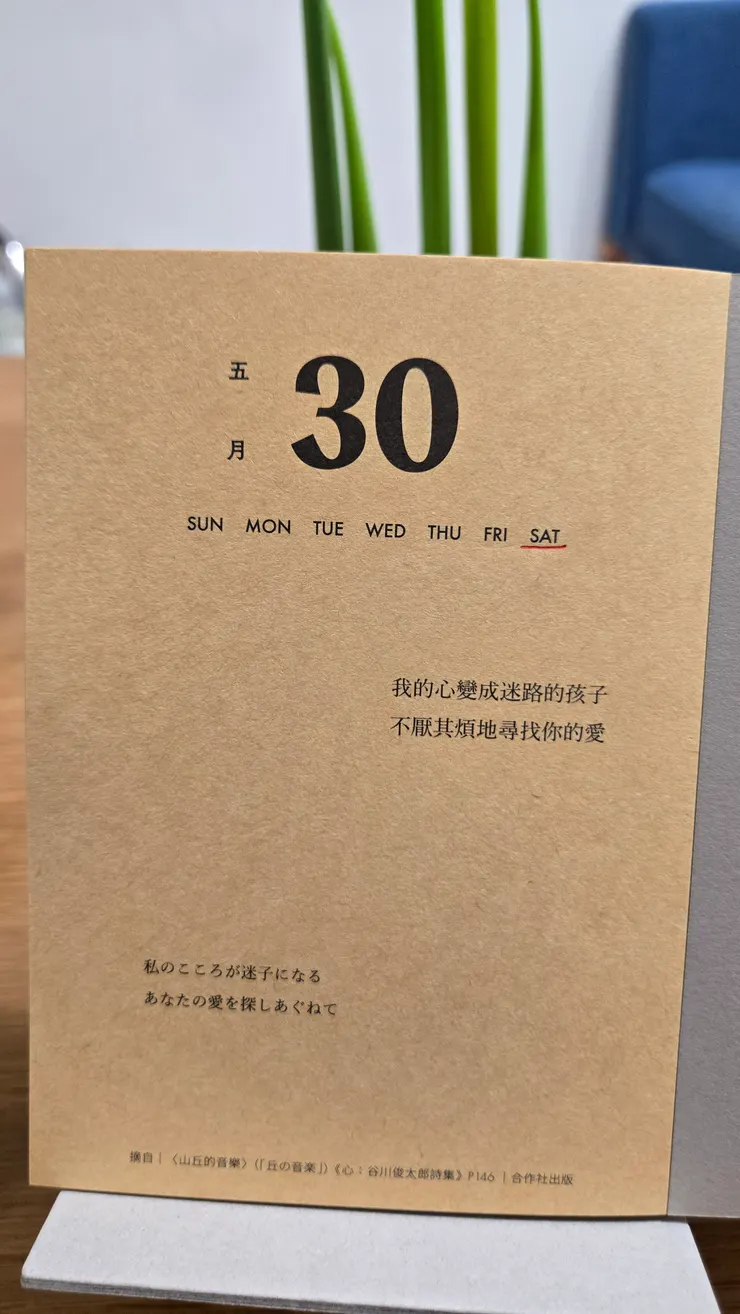 五月 30
SUN MON TUE WED THU FRI SAT
我的心變成迷路的孩子
不厭其煩地尋找你的愛
私のこころが迷子になる
あなたの愛を探しあぐねて
摘自｜〈山丘的音樂〉（「丘の音楽」）《心：谷川俊太郎詩集》P146｜合作社出版